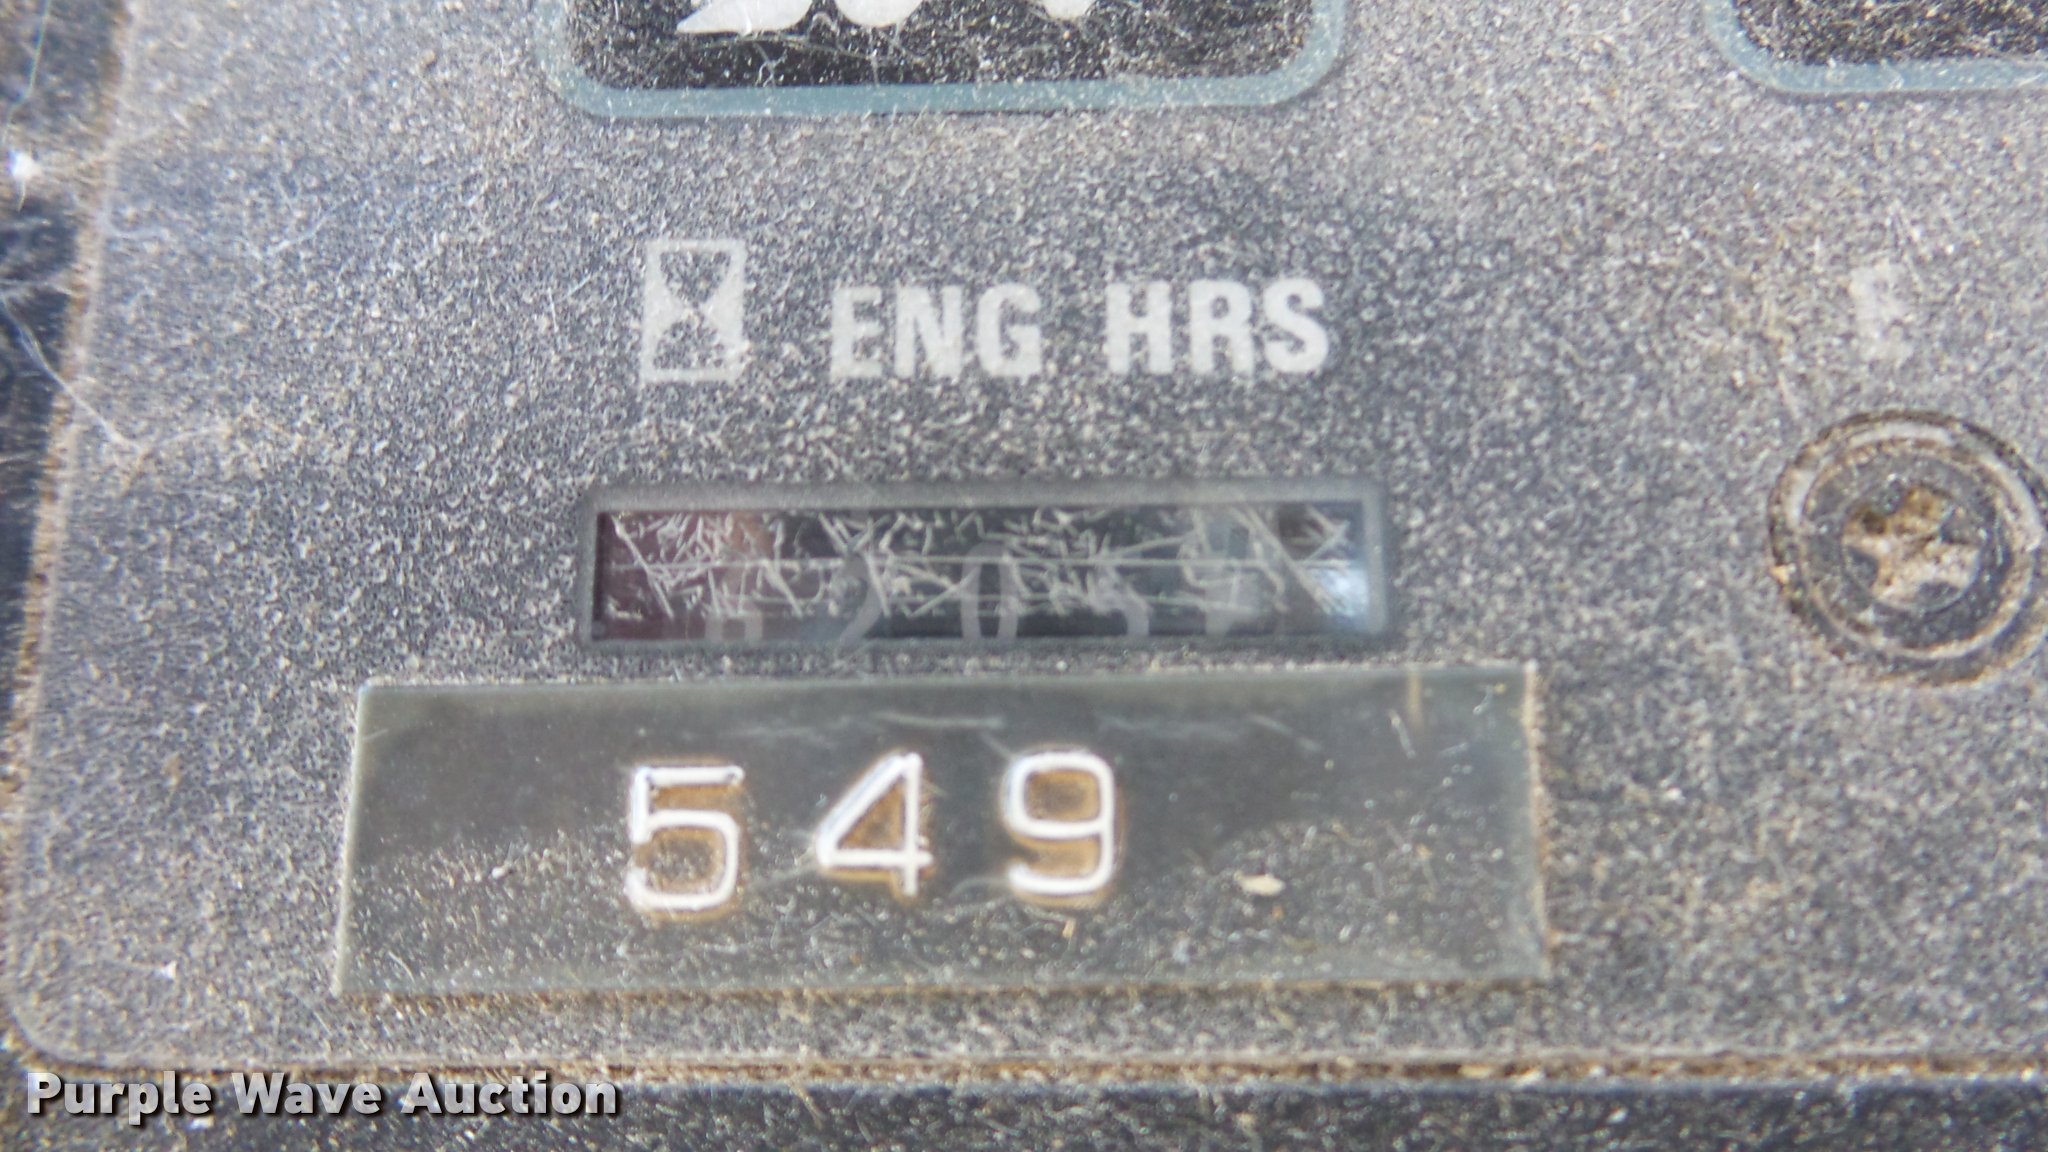 ENG HRS
549
Purple Wave Auction